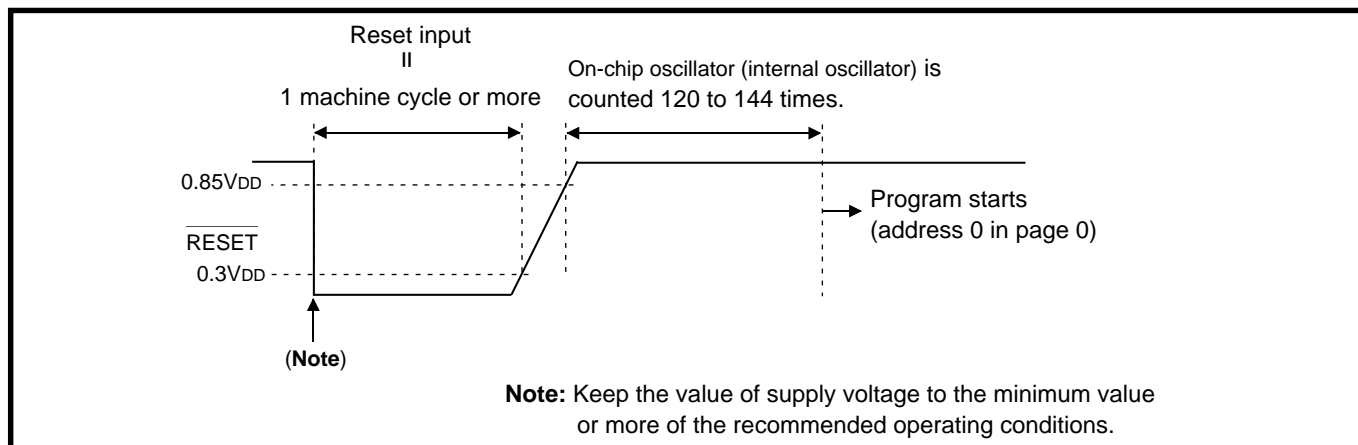 Reset input
=
1 machine cycle or more
On-chip oscillator (internal oscillator) is
counted 120 to 144 times.
0.85VDD
RESET
0.3VDD
Program starts
(address 0 in page 0)
(Note)
Note: Keep the value of supply voltage to the minimum value
or more of the recommended operating conditions.